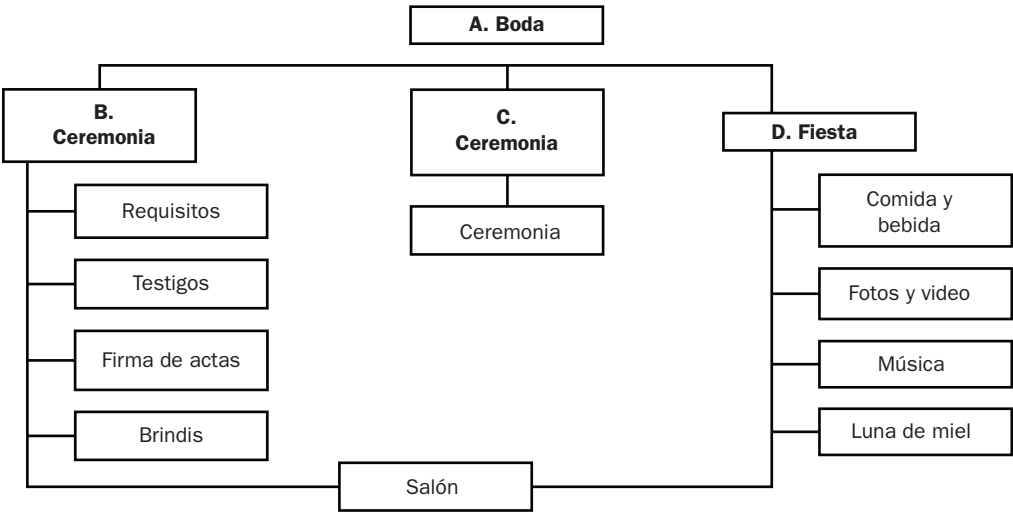 A. Boda
B.
Ceremonia
C.
Ceremonia
D. Fiesta
Requisitos
Testigos
Firma de actas
Brindis
Ceremonia
Comida y
bebida
Fotos y video
Música
Luna de miel
Salón